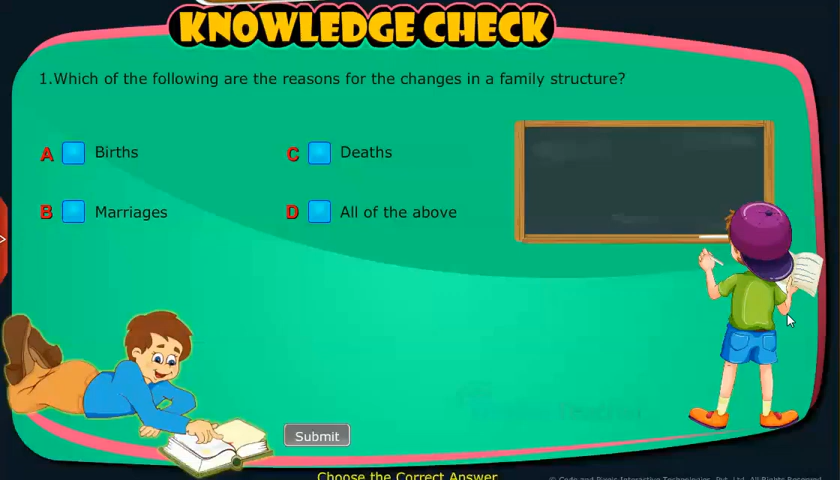 KNOWLEDGE CHECK
1.Which of the following are the reasons for the changes in a family structure?
A Births
C Deaths
B Marriages
D All of the above
Submit
Choose the Correct Answer